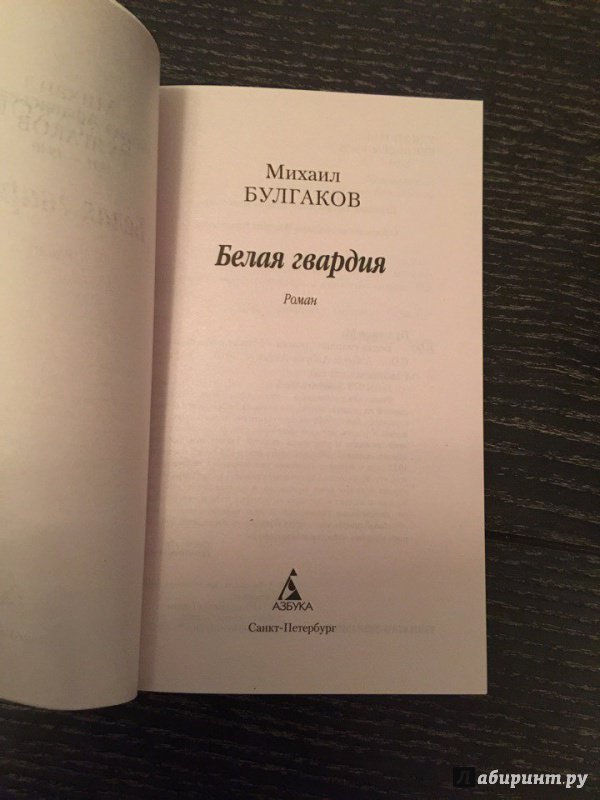 Михаил
БУЛГАКОВ
Белая гвардия
Роман
АЗБУКА
Санкт-Петербург
Лабиринт.ру